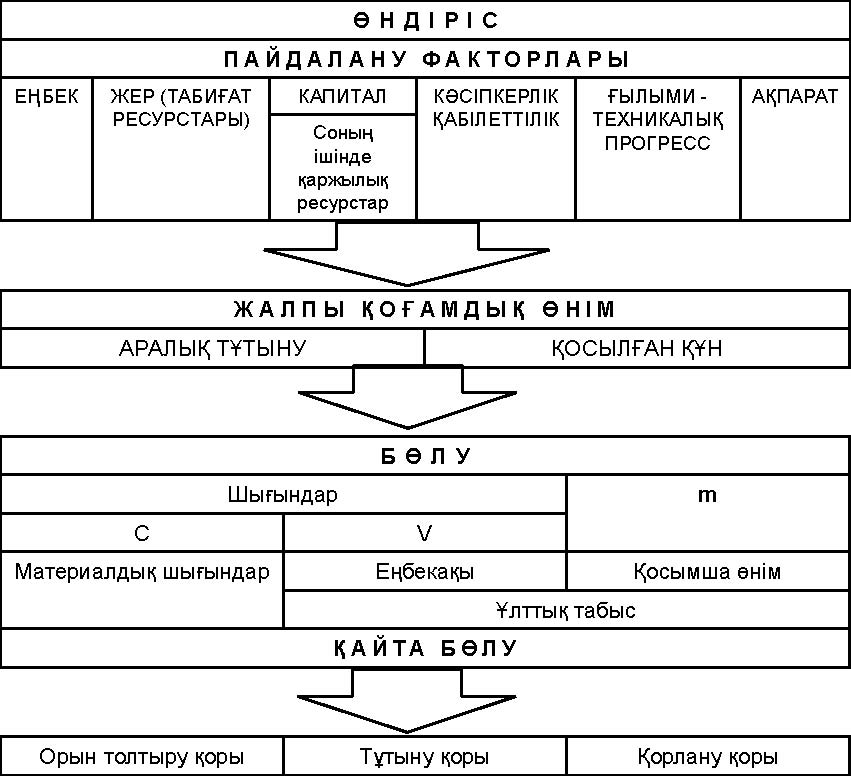 ӨНДІРІС
ПАЙДАЛАНУ ФАКТОРЛАРЫ
ЕҢБЕК
ЖЕР (ТАБИҒАТ
РЕСУРСТАРЫ)
КАПИТАЛ
Соның
ішінде
қаржылық
ресурстар
КӘСІПКЕРЛІК
ҚАБІЛЕТТІЛІК
ҒЫЛЫМИ -
ТЕХНИКАЛЫҚ
ПРОГРЕСС
АҚПАРАТ
ЖАЛПЫ ҚОҒАМДЫҚ ӨНІМ
АРАЛЫҚ ТҰТЫНУ
ҚОСЫЛҒАН ҚҰН
БӨЛУ
Шығындар
m
C
V
Материалдық шығындар
Еңбекақы
Қосымша өнім
Ұлттық табыс
ҚАЙТА БӨЛУ
Орын толтыру қоры
Тұтыну қоры
Қорлану қоры